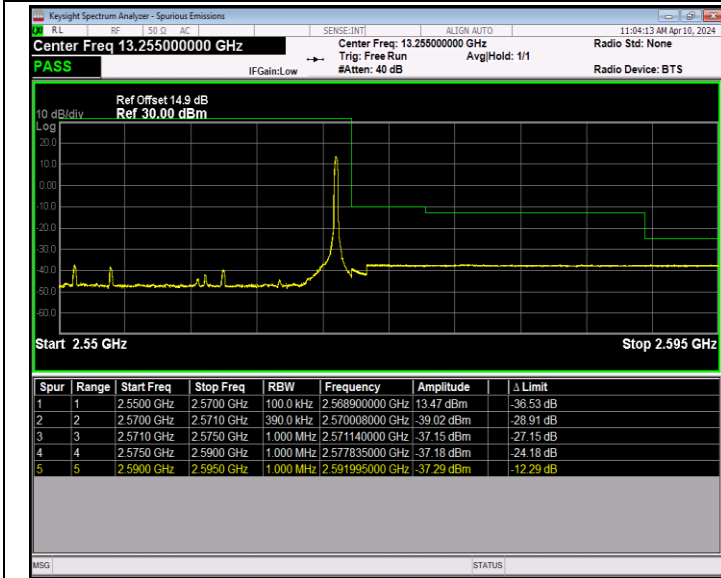 Keysight Spectrum Analyzer - Spurious Emissions
RL RF 50 Ω AC SENSE:INT ALIGN AUTO 11:04:13 AM Apr 10, 2024
Center Freq 13.255000000 GHz Center Freq: 13.255000000 GHz Radio Std: None
Trig: Free Run Avg|Hold: 1/1
PASS IFGain:Low #Atten: 40 dB Radio Device: BTS
Ref Offset 14.9 dB
10 dB/div Ref 30.00 dBm
Log
20.0
10.0
0.00
-10.0
-20.0
-30.0
-40.0
-50.0
-60.0
Start 2.55 GHz Stop 2.595 GHz
Spur Range Start Freq Stop Freq RBW Frequency Amplitude Δ Limit
1 1 2.5500 GHz 2.5700 GHz 100.0 kHz 2.568900000 GHz 13.47 dBm -36.53 dB
2 2 2.5700 GHz 2.5710 GHz 390.0 kHz 2.570008000 GHz -39.02 dBm -28.91 dB
3 3 2.5710 GHz 2.5750 GHz 1.000 MHz 2.571140000 GHz -37.15 dBm -27.15 dB
4 4 2.5750 GHz 2.5900 GHz 1.000 MHz 2.577835000 GHz -37.18 dBm -24.18 dB
5 5 2.5900 GHz 2.5950 GHz 1.000 MHz 2.591995000 GHz -37.29 dBm -12.29 dB
MSG STATUS